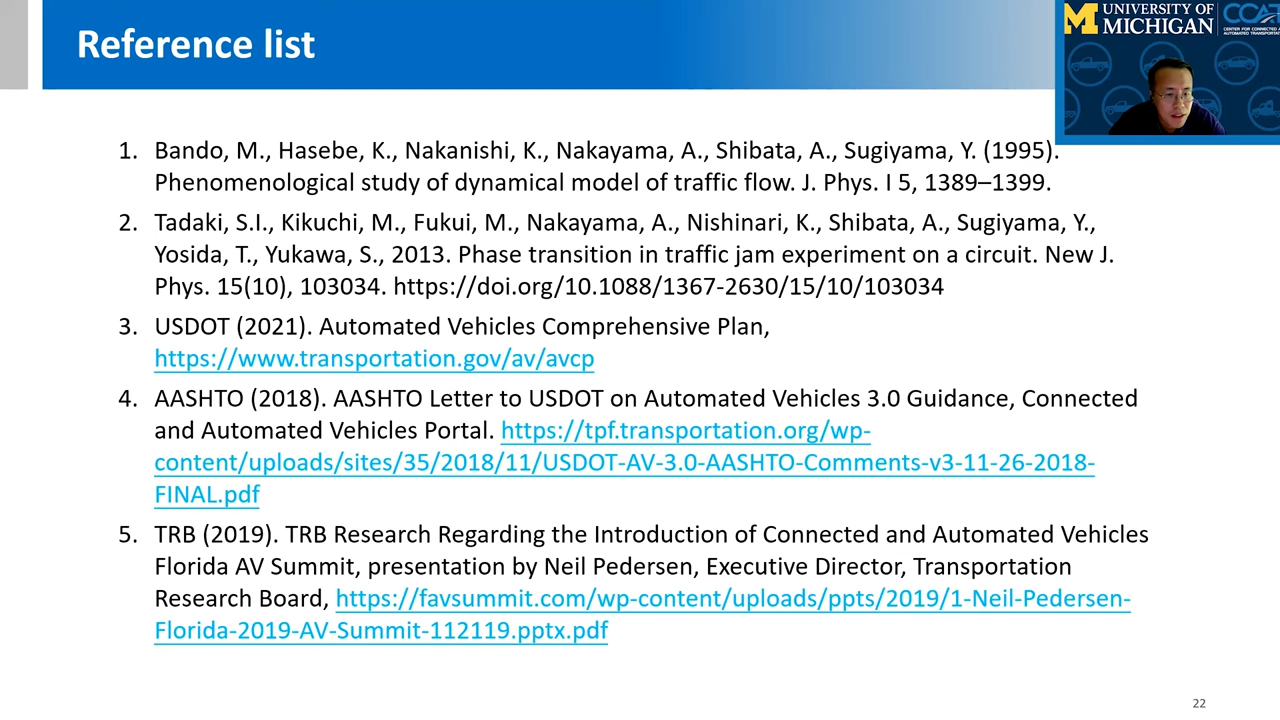 Reference list
UNIVERSITY OF
MICHIGAN
CCAT
1. Bando, M., Hasebe, K., Nakanishi, K., Nakayama, A., Shibata, A., Sugiyama, Y. (1995).
Phenomenological study of dynamical model of traffic flow. J. Phys. I 5, 1389–1399.
2. Tadaki, S.I., Kikuchi, M., Fukui, M., Nakayama, A., Nishinari, K., Shibata, A., Sugiyama, Y.,
Yosida, T., Yukawa, S., 2013. Phase transition in traffic jam experiment on a circuit. New J.
Phys. 15(10), 103034. https://doi.org/10.1088/1367-2630/15/10/103034
3. USDOT (2021). Automated Vehicles Comprehensive Plan,
https://www.transportation.gov/av/avcp
4. AASHTO (2018). AASHTO Letter to USDOT on Automated Vehicles 3.0 Guidance, Connected
and Automated Vehicles Portal. https://tpf.transportation.org/wp-
content/uploads/sites/35/2018/11/USDOT-AV-3.0-AASHTO-Comments-v3-11-26-2018-
FINAL.pdf
5. TRB (2019). TRB Research Regarding the Introduction of Connected and Automated Vehicles
Florida AV Summit, presentation by Neil Pedersen, Executive Director, Transportation
Research Board, https://favsummit.com/wp-content/uploads/ppts/2019/1-Neil-Pedersen-
Florida-2019-AV-Summit-112119.pptx.pdf
22